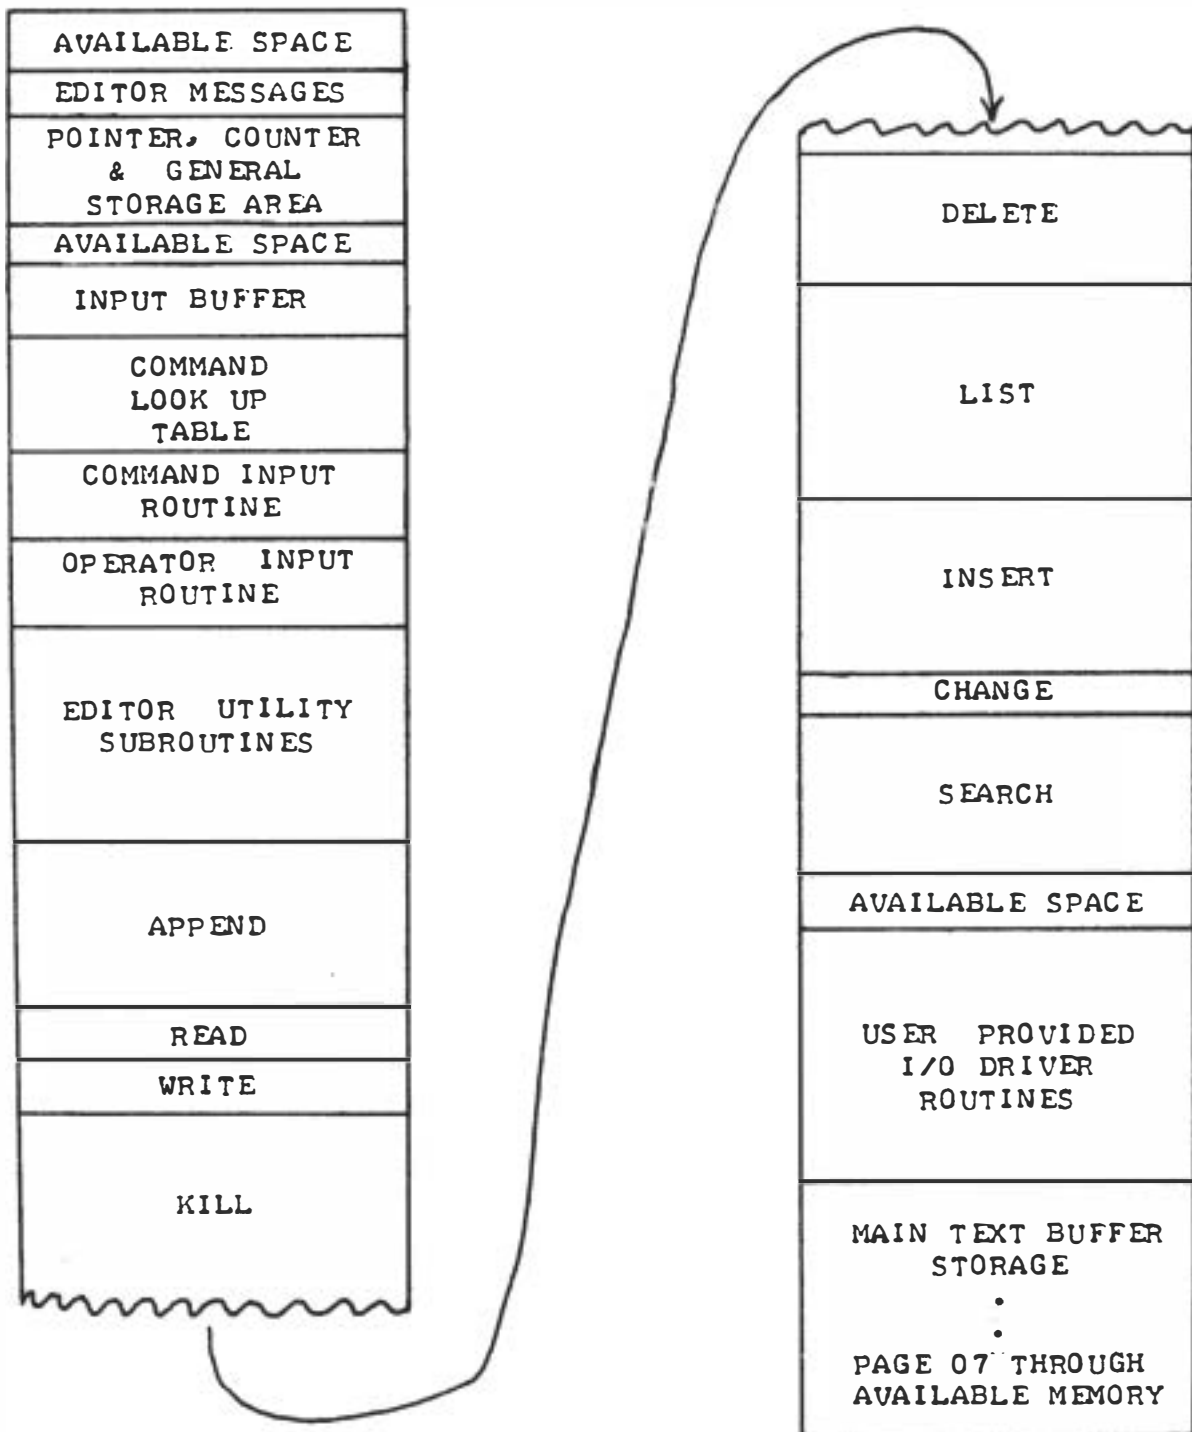 AVAILABLE SPACE
EDITOR MESSAGES
POINTER, COUNTER
& GENERAL
STORAGE AREA
AVAILABLE SPACE
INPUT BUFFER
COMMAND
LOOK UP
TABLE
COMMAND INPUT
ROUTINE
OPERATOR INPUT
ROUTINE
EDITOR UTILITY
SUBROUTINES
APPEND
READ
WRITE
KILL
DELETE
LIST
INSERT
CHANGE
SEARCH
AVAILABLE SPACE
USER PROVIDED
I/O DRIVER
ROUTINES
MAIN TEXT BUFFER
STORAGE
.
.
PAGE 07 THROUGH
AVAILABLE MEMORY